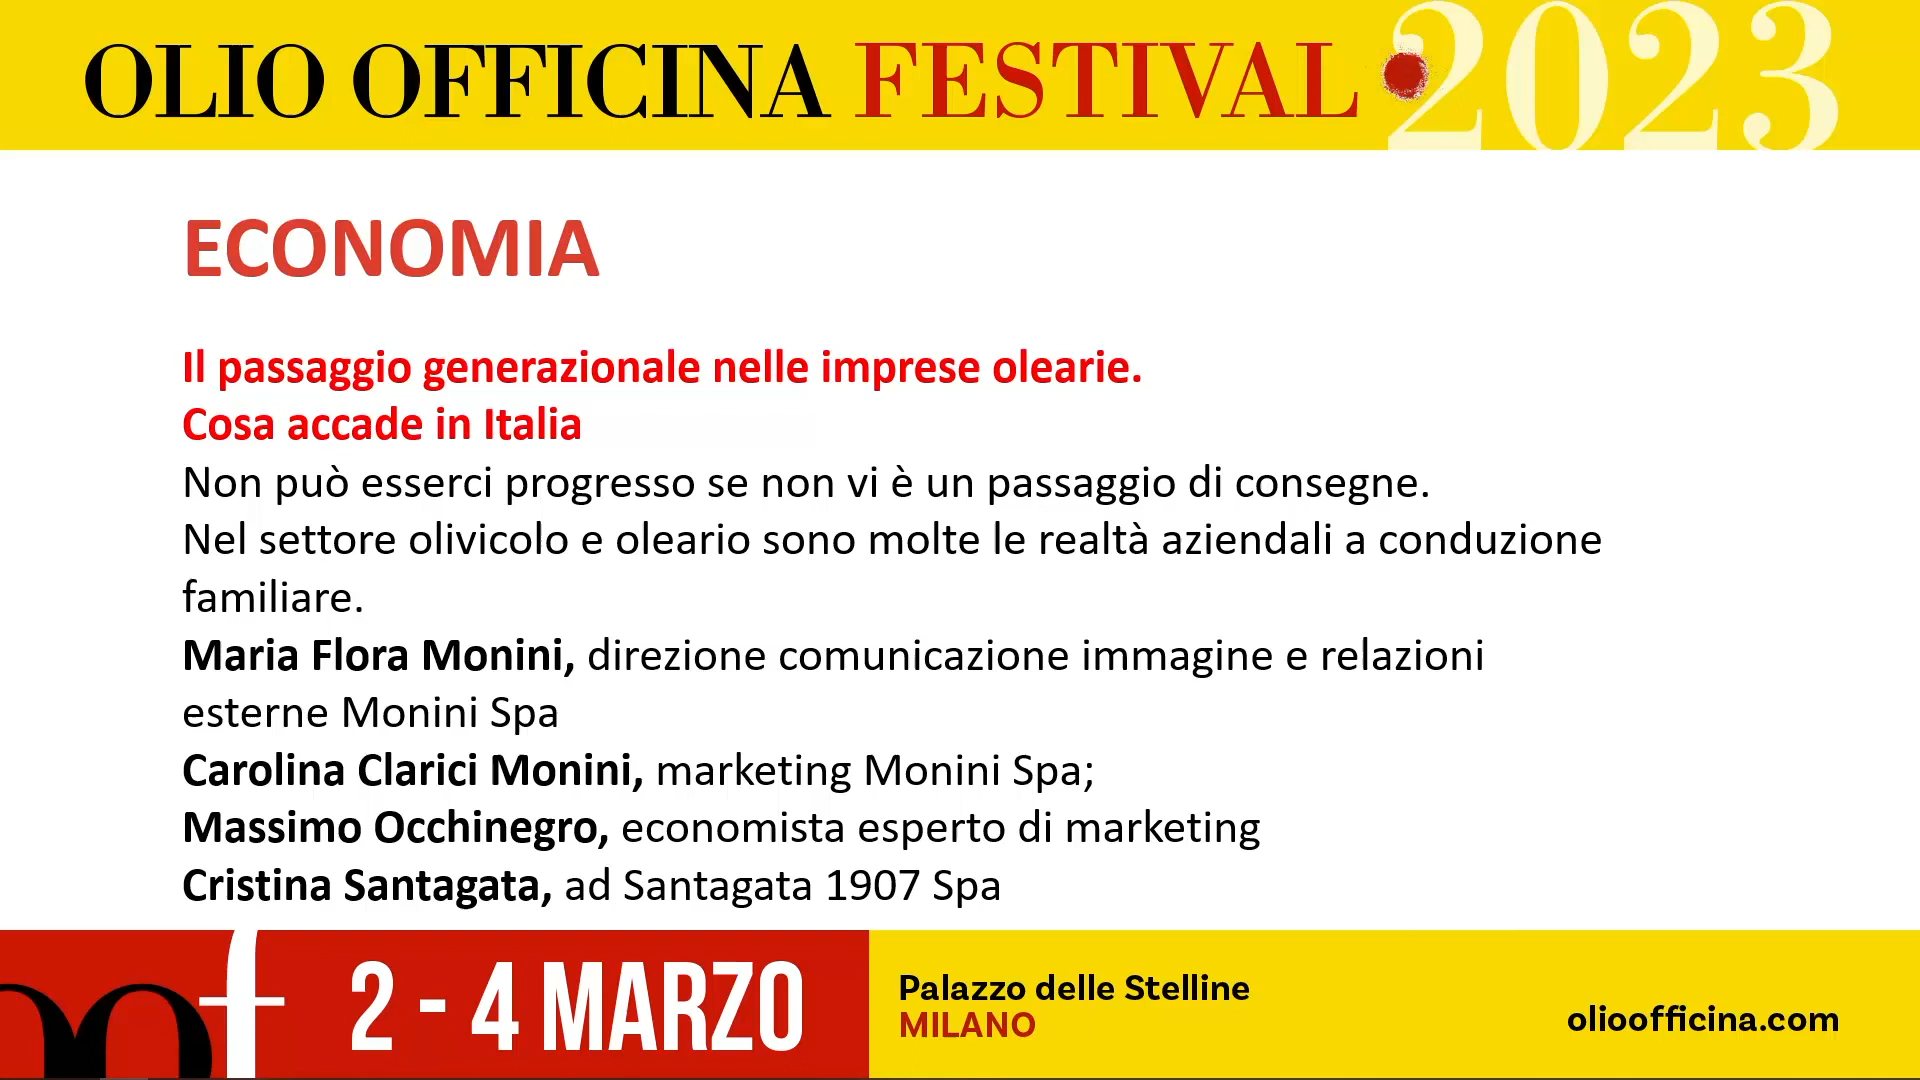 OLIO OFFICINA FESTIVAL 2023
ECONOMIA
Il passaggio generazionale nelle imprese olearie.
Cosa accade in Italia
Non può esserci progresso se non vi è un passaggio di consegne.
Nel settore olivicolo e oleario sono molte le realtà aziendali a conduzione
familiare.
Maria Flora Monini, direzione comunicazione immagine e relazioni
esterne Monini Spa
Carolina Clarici Monini, marketing Monini Spa;
Massimo Occhinegro, economista esperto di marketing
Cristina Santagata, ad Santagata 1907 Spa
oof
2 - 4 MARZO
Palazzo delle Stelline
MILANO
olioofficina.com